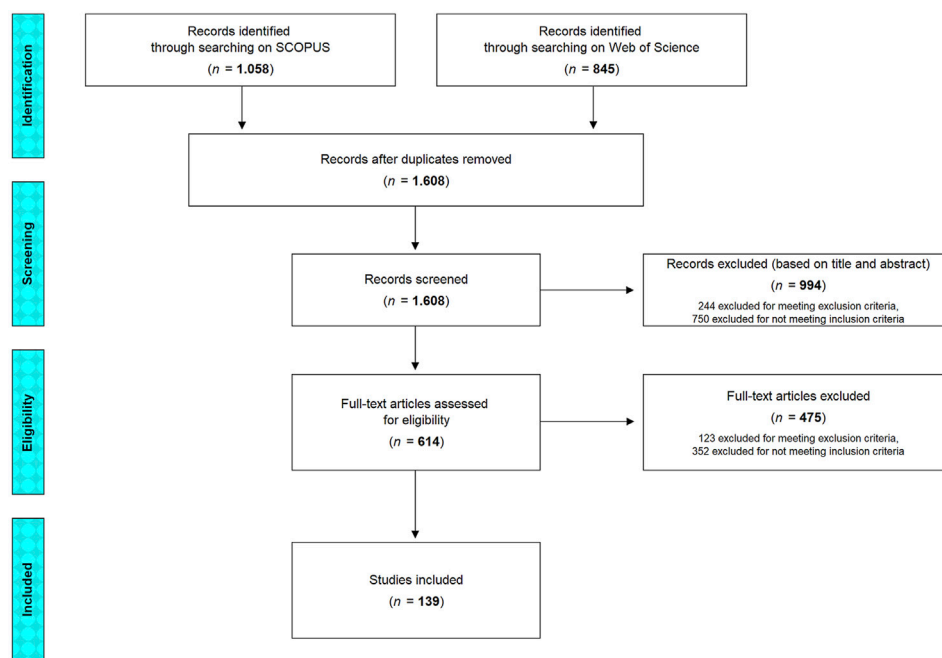 Identification
Records identified
through searching on SCOPUS
(n = 1.058)
Records identified
through searching on Web of Science
(n = 845)
Records after duplicates removed
(n = 1.608)
Screening
Records screened
(n = 1.608)
Records excluded (based on title and abstract)
(n = 994)
244 excluded for meeting exclusion criteria,
750 excluded for not meeting inclusion criteria
Eligibility
Full-text articles assessed
for eligibility
(n = 614)
Full-text articles excluded
(n = 475)
123 excluded for meeting exclusion criteria,
352 excluded for not meeting inclusion criteria
Included
Studies included
(n = 139)